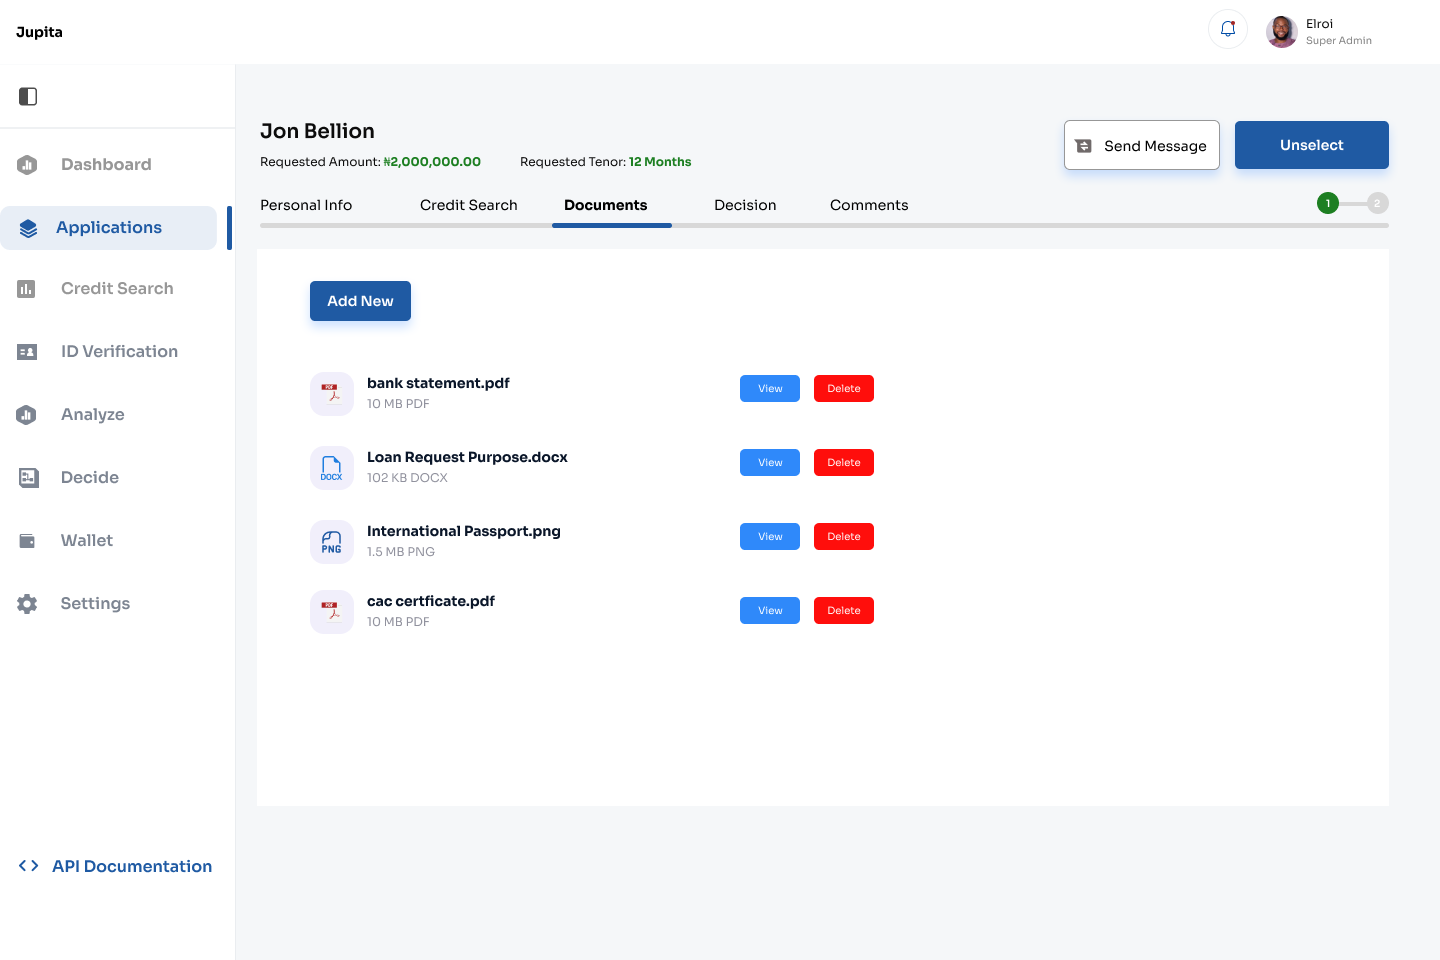 Jupita
Elroi
Super Admin
Dashboard
Applications
Credit Search
ID Verification
Analyze
Decide
Wallet
Settings
API Documentation
Jon Bellion
Requested Amount: ₦2,000,000.00
Requested Tenor: 12 Months
Send Message
Unselect
Personal Info
Credit Search
Documents
Decision
Comments
1
2
Add New
PDF
bank statement.pdf
10 MB PDF
View
Delete
DOCX
Loan Request Purpose.docx
102 KB DOCX
View
Delete
PNG
International Passport.png
1.5 MB PNG
View
Delete
PDF
cac certficate.pdf
10 MB PDF
View
Delete